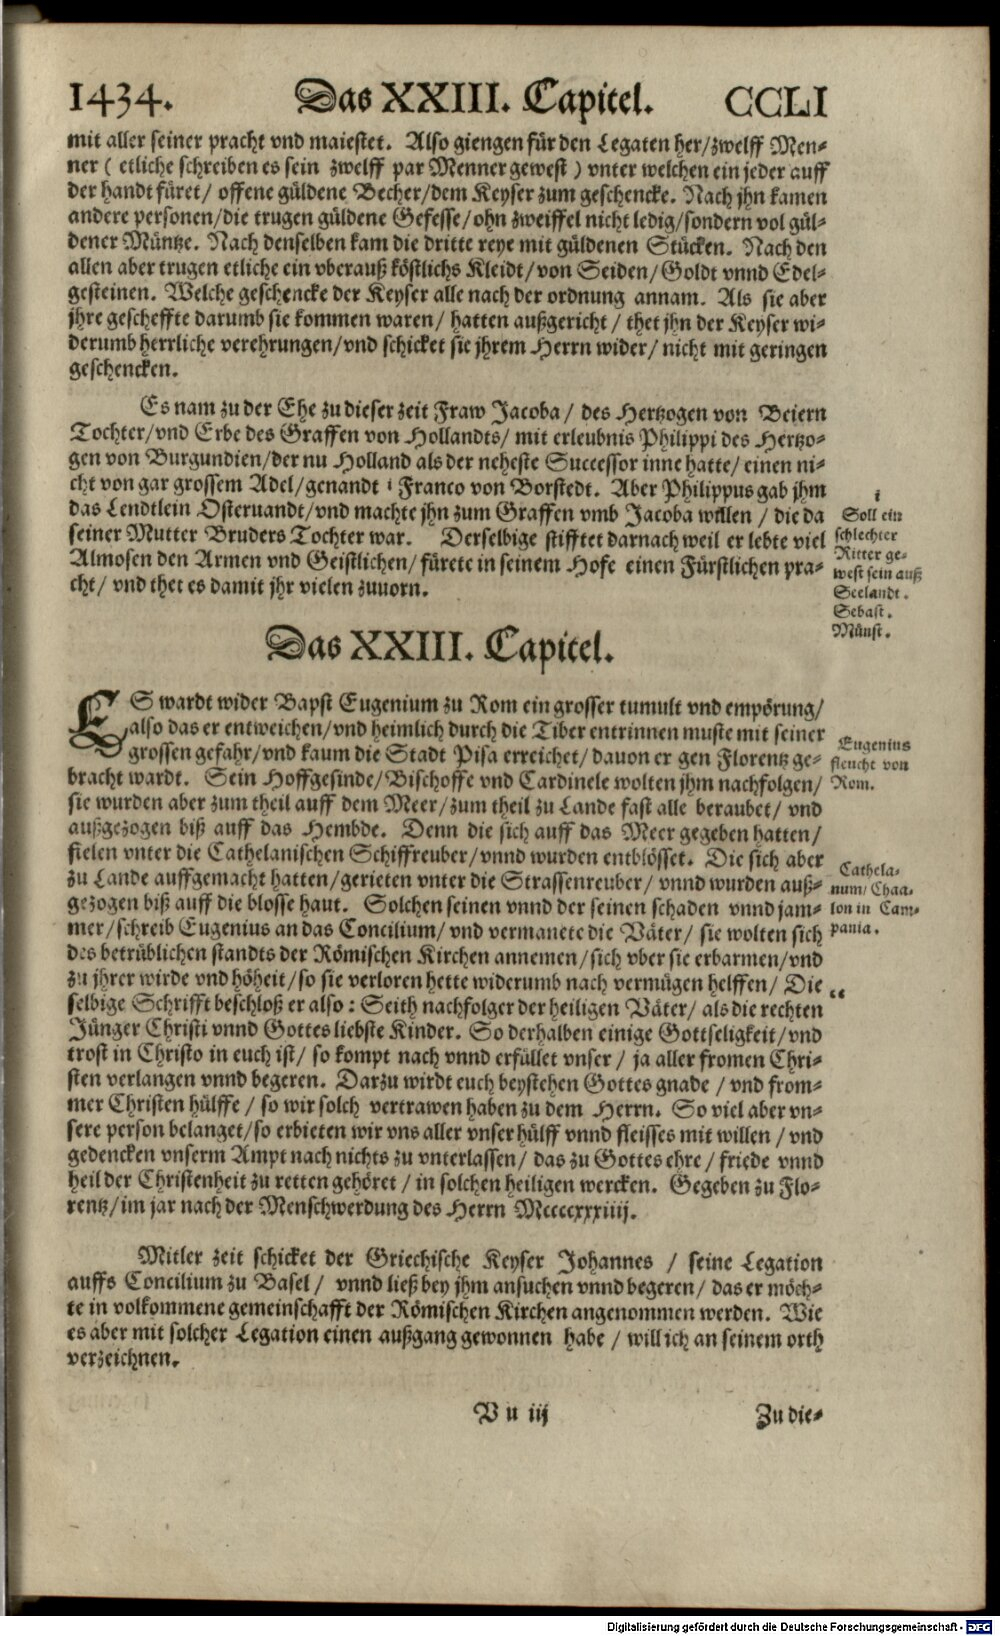 1434. Das XXIII. Capitel. CCLI
mit aller seiner pracht vnd maiestet. Also giengen für den Legaten her/zwelff Men-
ner ( etliche schreiben es sein zwelff par Menner gewest ) vnter welchen ein jeder auff
der handt füret/ offene güldene Becher/dem Keyser zum geschencke. Nach jhn kamen
andere personen/die trugen güldene Gefesse/ohn zweiffel nicht ledig/sondern vol gül-
dener Müntze. Nach denselben kam die dritte reye mit güldenen Stücken. Nach den
allen aber trugen etliche ein vberauß köstlichs Kleidt/von Seiden/Goldt vnnd Edel-
gesteinen. Welche geschencke der Keyser alle nach der ordnung annam. Als sie aber
jhre gescheffte darumb sie kommen waren/ hatten außgericht/ thet jhn der Keyser wi-
derumb herrliche verehrungen/vnd schicket sie jhrem Herrn wider/ nicht mit geringen
geschencken.
Es nam zu der Ehe zu dieser zeit Fraw Jacoba/ des Hertzogen von Beiern
Tochter/vnd Erbe des Graffen von Hollandts/ mit erleubnis Philippi des Hertzo-
gen von Burgundien/der nu Holland als der neheste Successor inne hatte/ einen ni-
cht von gar grossem Adel/genandt i Franco von Borstedt. Aber Philippus gab jhm
das Lendtlein Osteruandt/vnd machte jhn zum Graffen vmb Jacoba willen / die da
seiner Mutter Bruders Tochter war. Derselbige stifftet darnach weil er lebte viel
Almosen den Armen vnd Geistlichen/ fürete in seinem Hofe einen Fürstlichen pra-
cht/ vnd thet es damit jhr vielen zuuorn.
i
Soll ein
schlechter
Ritter ge-
west sein auß
Seelandt.
Sebast.
Münst.
Das XXIII. Capitel.
ES wardt wider Bapst Eugenium zu Rom ein grosser tumult vnd empörung/
also das er entweichen/vnd heimlich durch die Tiber entrinnen muste mit seiner
grossen gefahr/vnd kaum die Stadt Pisa erreichet/ dauon er gen Florentz ge-
bracht wardt. Sein Hoffgesinde/Bischoffe vnd Cardinele wolten jhm nachfolgen/
sie wurden aber zum theil auff dem Meer/zum theil zu Lande fast alle beraubet/ vnd
außgezogen biß auff das Hembde. Denn die sich auff das Meer gegeben hatten/
fielen vnter die Cathelanischen Schiffreuber/vnnd wurden entblösset. Die sich aber
zu Lande auffgemacht hatten/gerieten vnter die Strassenreuber/ vnnd wurden auß-
gezogen biß auff die blosse haut. Solchen seinen vnnd der seinen schaden vnnd jam-
mer/schreib Eugenius an das Concilium/ vnd vermanete die Väter/ sie wolten sich
des betrüblichen standts der Römischen Kirchen annemen/sich vber sie erbarmen/vnd
zu jhrer wirde vnd höheit/so sie verloren hette widerumb nach vermügen helffen/ Die
selbige Schrifft beschloß er also: Seith nachfolger der heiligen Väter/ als die rechten
Jünger Christi vnnd Gottes liebste Kinder. So derhalben einige Gottseligkeit/vnd
trost in Christo in euch ist/ so kompt nach vnnd erfüllet vnser/ ja aller fromen Chri-
sten verlangen vnnd begeren. Darzu wirdt euch beystehen Gottes gnade / vnd from-
mer Christen hülffe / so wir solch vertrawen haben zu dem Herrn. So viel aber vn-
sere person belanget/so erbieten wir vns aller vnser hülff vnnd fleisses mit willen / vnd
gedencken vnserm Ampt nach nichts zu vnterlassen/ das zu Gottes ehre/ friede vnnd
heil der Christenheit zu retten gehöret / in solchen heiligen wercken. Gegeben zu Flo-
rentz/im jar nach der Menschwerdung des Herrn Mccccxxxiiij.
Eugenius
fleucht von
Rom.
Cathela-
num/ Chaa-
lon in Cam-
pania.
“
Mitler zeit schicket der Griechische Keyser Johannes / seine Legation
auffs Concilium zu Basel/ vnnd ließ bey jhm ansuchen vnnd begeren/ das er möch-
te in volkommene gemeinschafft der Römischen Kirchen angenommen werden. Wie
es aber mit solcher Legation einen außgang gewonnen habe / will ich an seinem orth
verzeichnen.
V u iij
Zu die-
Digitalisierung gefördert durch die Deutsche Forschungsgemeinschaft - DFG